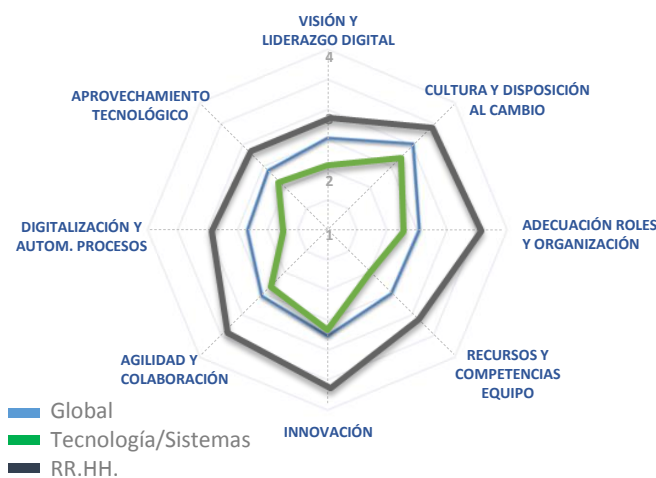 VISIÓN Y
LIDERAZGO DIGITAL
4
CULTURA Y DISPOSICIÓN
AL CAMBIO
APROVECHAMIENTO
TECNOLÓGICO
3
2
1
ADECUACIÓN ROLES
Y ORGANIZACIÓN
DIGITALIZACIÓN Y
AUTOM. PROCESOS
RECURSOS Y
COMPETENCIAS
EQUIPO
AGILIDAD Y
COLABORACIÓN
INNOVACIÓN
Global
Tecnología/Sistemas
RR.HH.